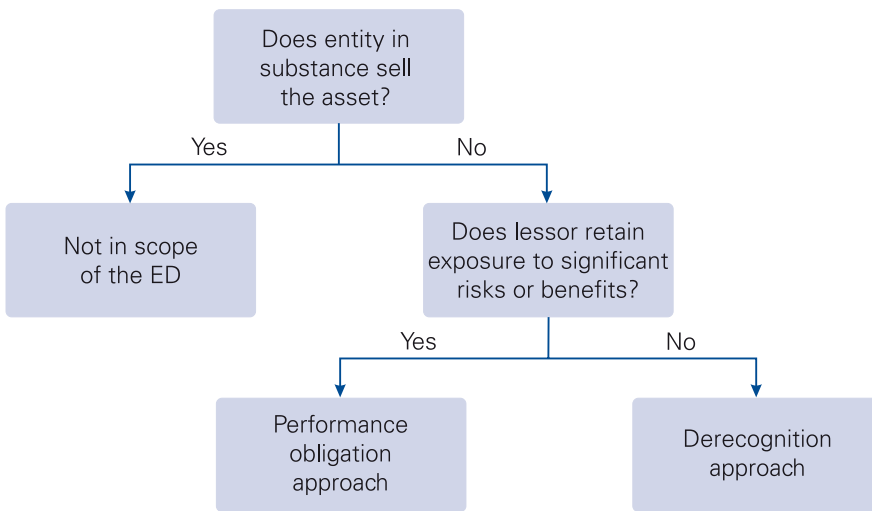 Does entity in
substance sell
the asset?
Yes
No
Not in scope
of the ED
Does lessor retain
exposure to significant
risks or benefits?
Yes
No
Performance
obligation
approach
Derecognition
approach